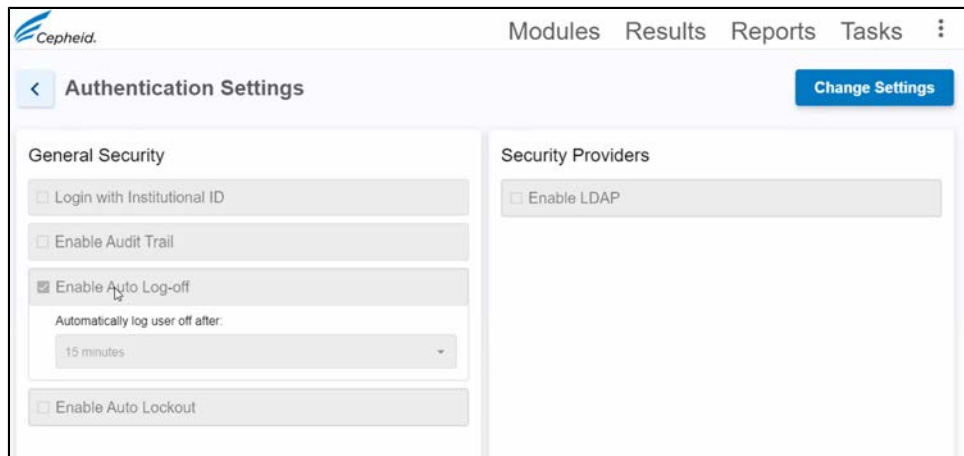 Cepheid.
Modules Results Reports Tasks
Authentication Settings
Change Settings
General Security
Login with Institutional ID
Enable Audit Trail
Enable Auto Log-off
Automatically log user off after:
15 minutes
Enable Auto Lockout
Security Providers
Enable LDAP